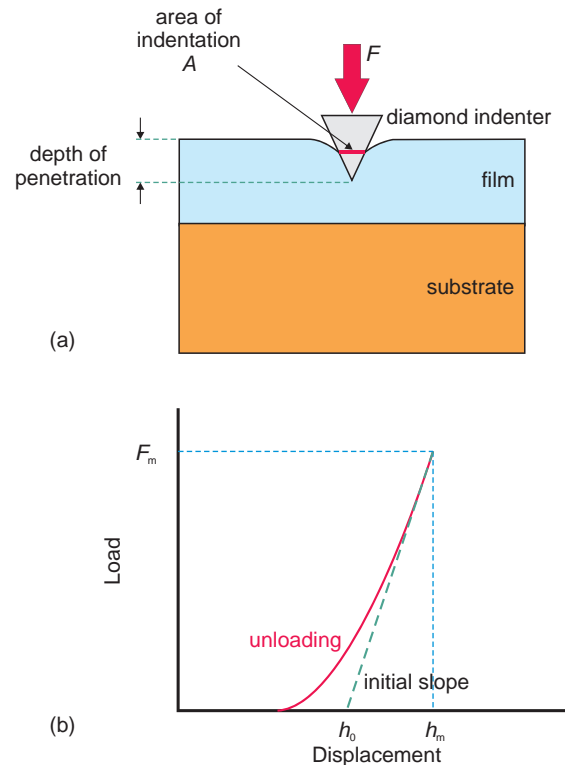 area of
indentation
A
F
diamond indenter
depth of
penetration
film
substrate
(a)
Fm
Load
unloading
initial slope
(b)
h0
hm
Displacement